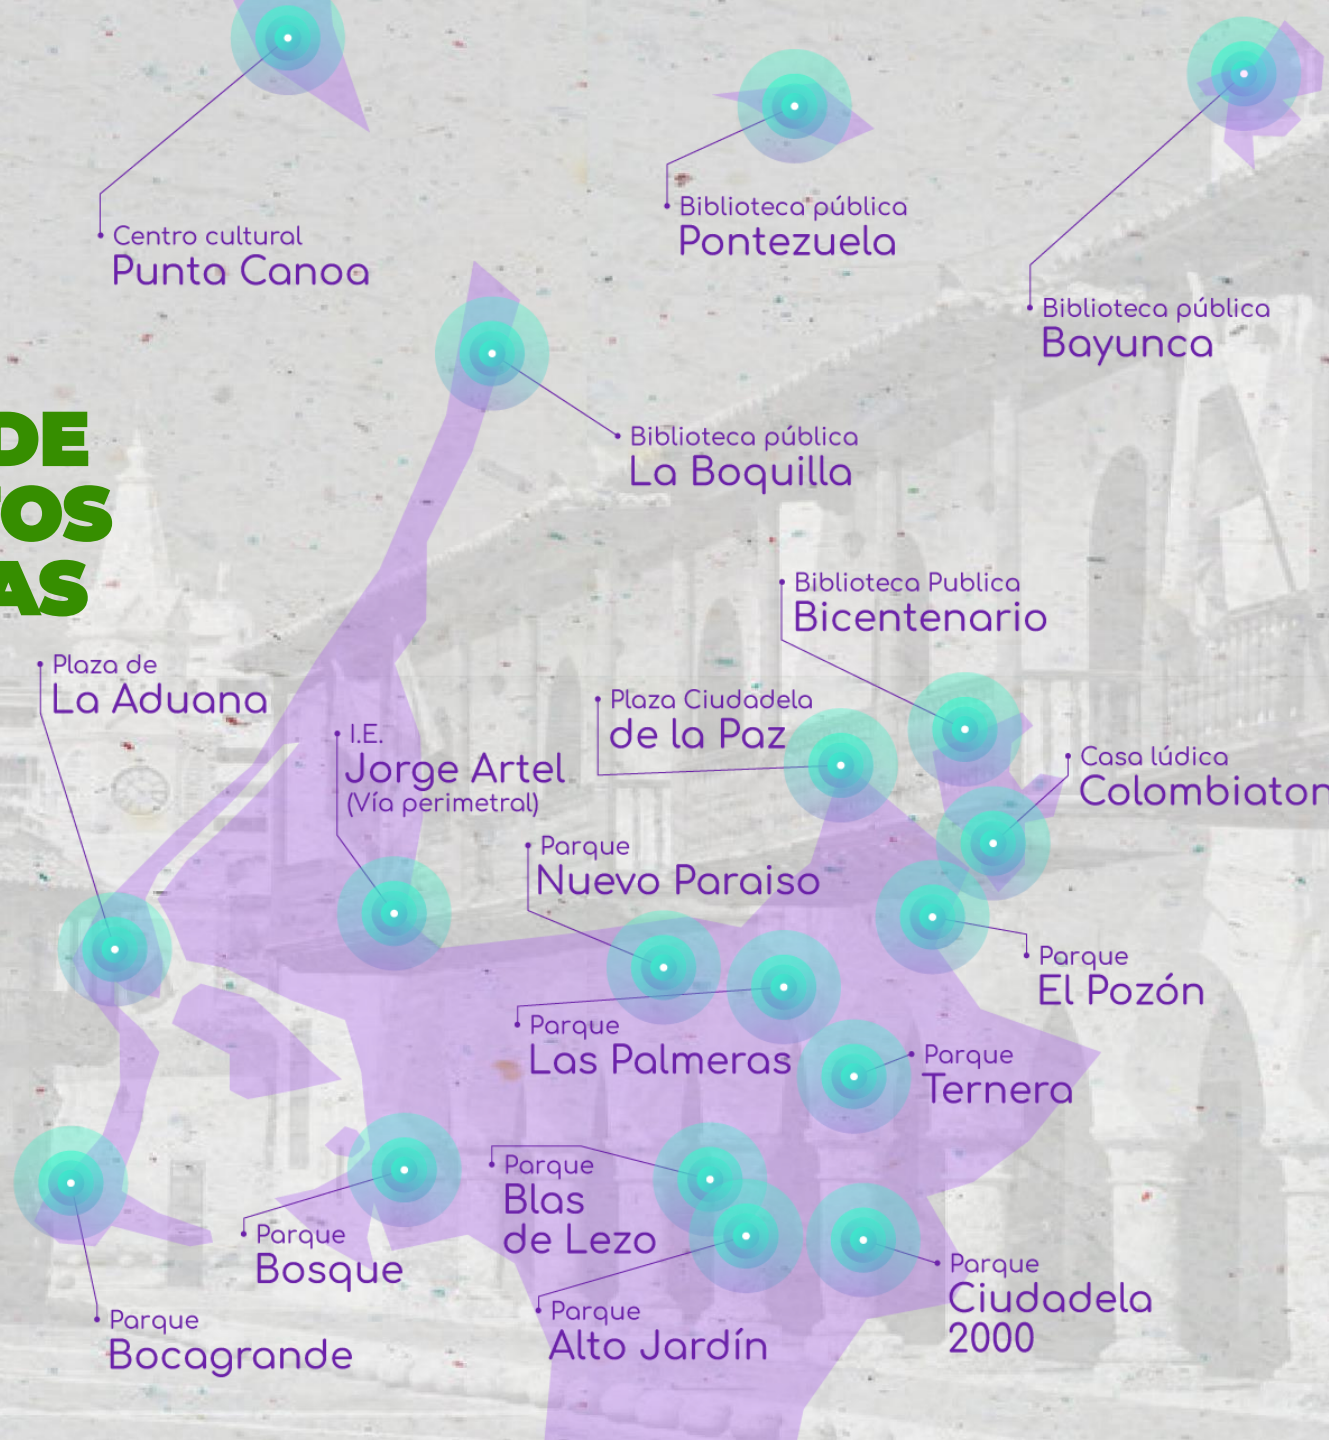 Centro cultural
Punta Canoa
Biblioteca pública
Pontezuela
Biblioteca pública
Bayunca
Biblioteca pública
La Boquilla
DE
TOS
AS
Biblioteca Publica
Bicentenario
Plaza de
La Aduana
Plaza Ciudadela
de la Paz
I.E.
Jorge Artel
(Vía perimetral)
Casa lúdica
Colombiaton
Parque
Nuevo Paraiso
Parque
El Pozón
Parque
Las Palmeras
Parque
Ternera
Parque
Blas
de Lezo
Parque
Bosque
Parque
Ciudadela
2000
Parque
Alto Jardín
Parque
Bocagrande